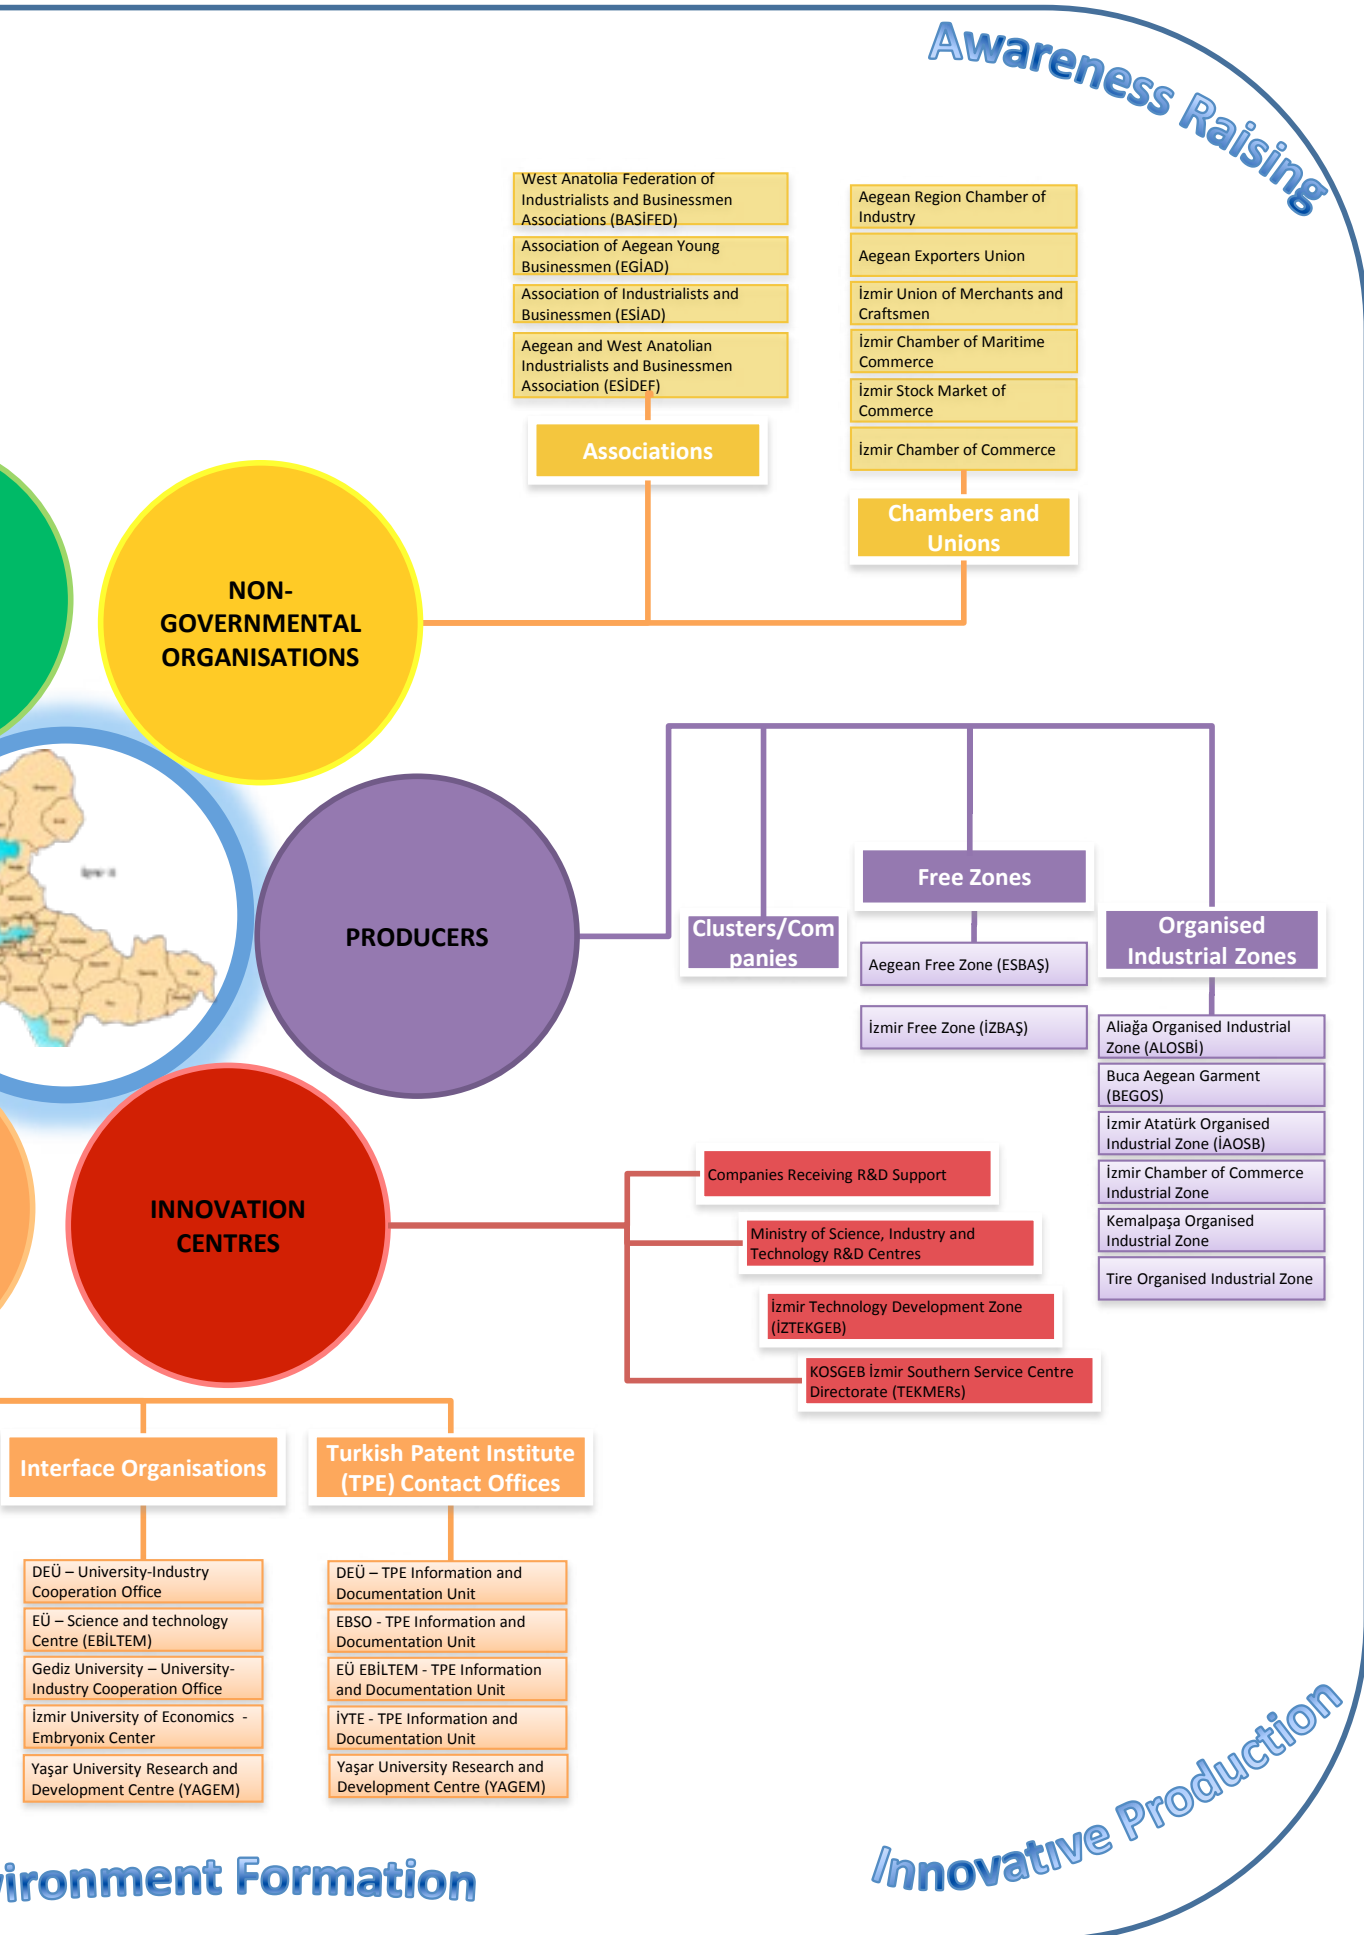 Awareness Raising
West Anatolia Federation of
Industrialists and Businessmen
Associations (BASİFED)
Association of Aegean Young
Businessmen (EGİAD)
Association of Industrialists and
Businessmen (ESİAD)
Aegean and West Anatolian
Industrialists and Businessmen
Association (ESİDEF)
Associations
Aegean Region Chamber of
Industry
Aegean Exporters Union
İzmir Union of Merchants and
Craftsmen
İzmir Chamber of Maritime
Commerce
İzmir Stock Market of
Commerce
İzmir Chamber of Commerce
Chambers and
Unions
NON-
GOVERNMENTAL
ORGANISATIONS
PRODUCERS
Clusters/Com
panies
Free Zones
Aegean Free Zone (ESBAŞ)
İzmir Free Zone (İZBAŞ)
Organised
Industrial Zones
Aliağa Organised Industrial
Zone (ALOSBİ)
Buca Aegean Garment
(BEGOS)
İzmir Atatürk Organised
Industrial Zone (İAOSB)
İzmir Chamber of Commerce
Industrial Zone
Kemalpaşa Organised
Industrial Zone
Tire Organised Industrial Zone
INNOVATION
CENTRES
Companies Receiving R&D Support
Ministry of Science, Industry and
Technology R&D Centres
İzmir Technology Development Zone
(İZTEKGEB)
KOSGEB İzmir Southern Service Centre
Directorate (TEKMERs)
Interface Organisations
DEÜ – University-Industry
Cooperation Office
EÜ – Science and technology
Centre (EBİLTEM)
Gediz University – University-
Industry Cooperation Office
İzmir University of Economics -
Embryonix Center
Yaşar University Research and
Development Centre (YAGEM)
Turkish Patent Institute
(TPE) Contact Offices
DEÜ – TPE Information and
Documentation Unit
EBSO - TPE Information and
Documentation Unit
EÜ EBİLTEM - TPE Information
and Documentation Unit
İYTE - TPE Information and
Documentation Unit
Yaşar University Research and
Development Centre (YAGEM)
ironment Formation
Innovative Production